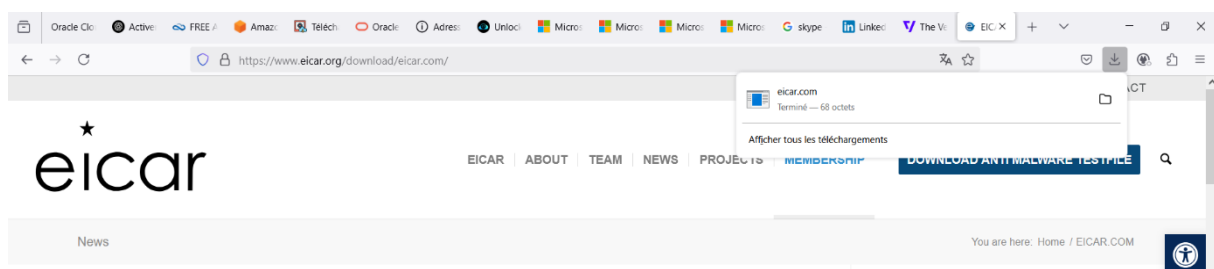 Oracle Clo Active FREE A Amaz Téléch Oracle Adress Unlock Micros Micros Micros Micros skype Linked The Ve EIC
https://www.eicar.org/download/eicar.com/
eicar.com
Terminé — 68 octets
Afficher tous les téléchargements
eicar
EICAR ABOUT TEAM NEWS PROJECTS MEMBERSHIP DOWNLOAD ANTI MALWARE TESTFILE
News
You are here: Home / EICAR.COM